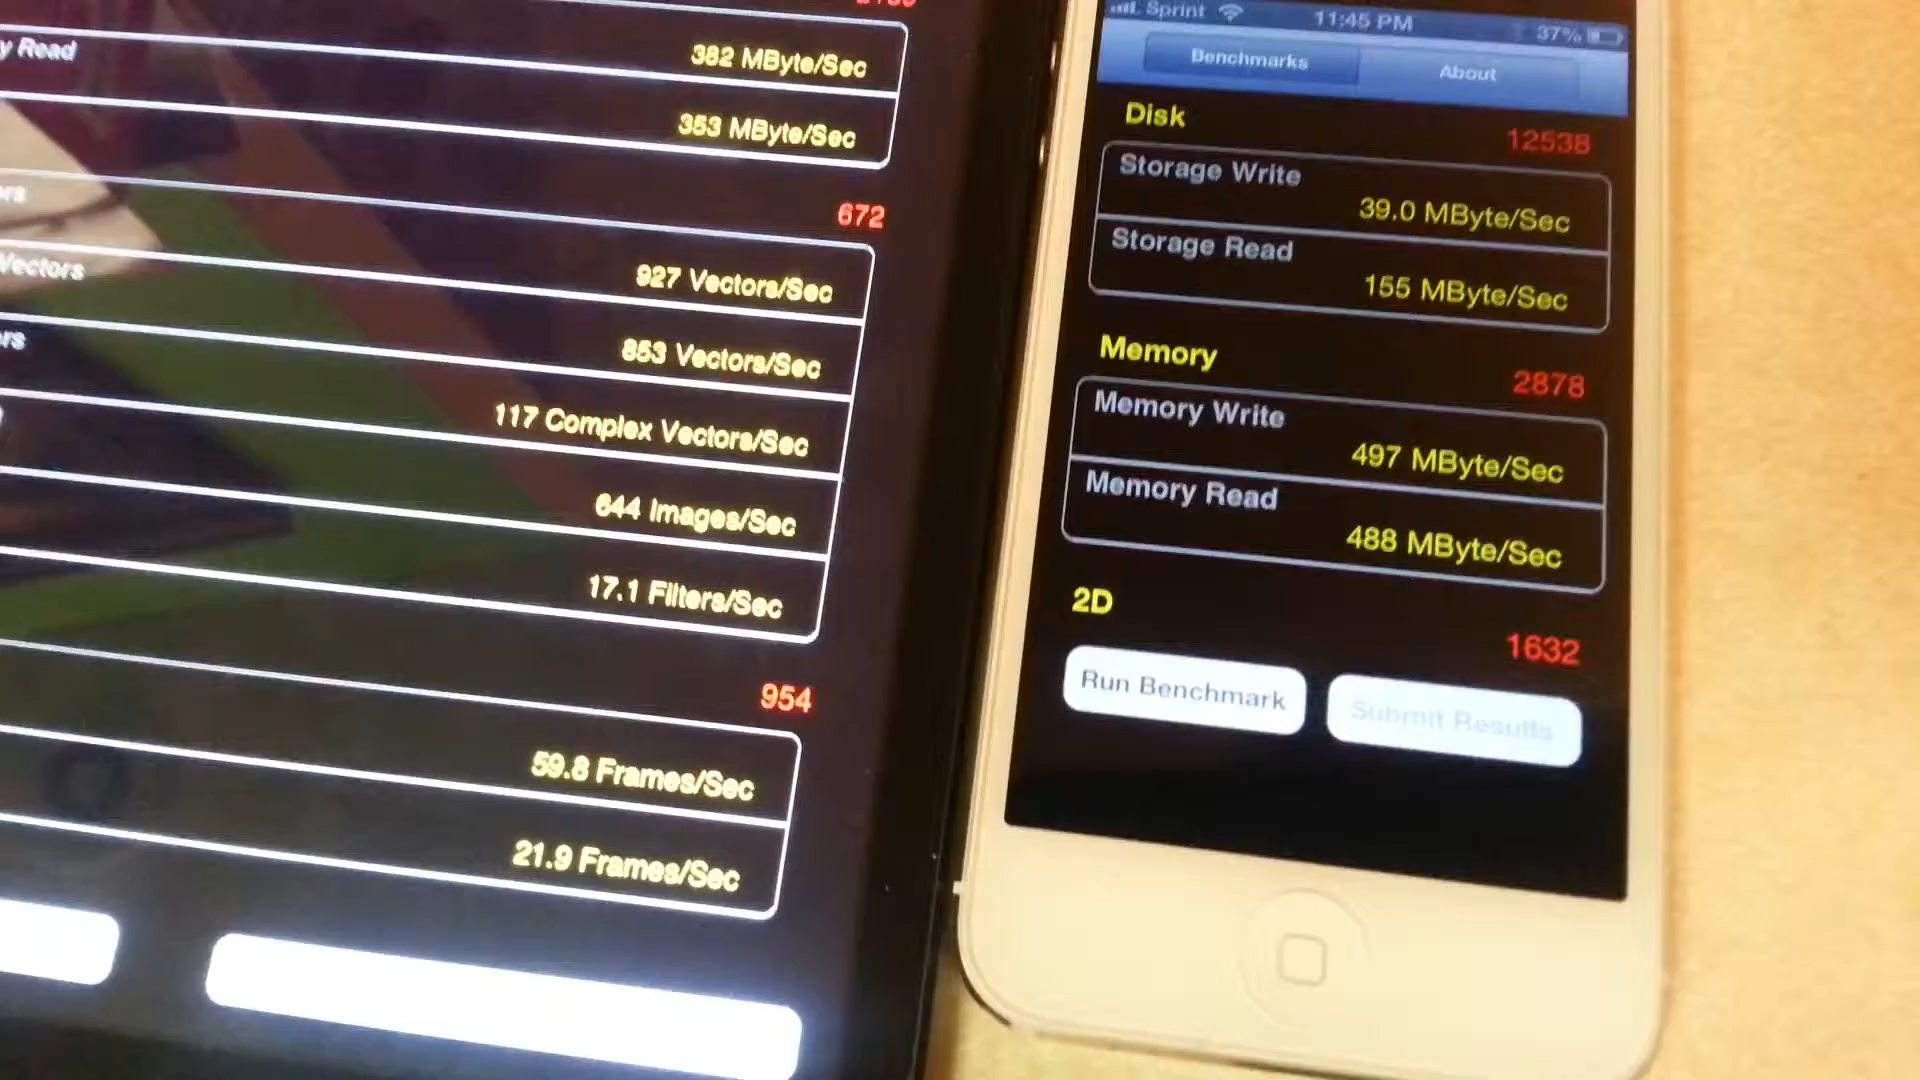 y Read
382 MByte/Sec
353 MByte/Sec
672
Vectors
927 Vectors/Sec
853 Vectors/Sec
117 Complex Vectors/Sec
644 Images/Sec
17.1 Filters/Sec
954
59.8 Frames/Sec
21.9 Frames/Sec
Sprint 11:45 PM 37%
Benchmarks About
Disk
12538
Storage Write
39.0 MByte/Sec
Storage Read
155 MByte/Sec
Memory
2878
Memory Write
497 MByte/Sec
Memory Read
488 MByte/Sec
2D
1632
Run Benchmark Submit Results